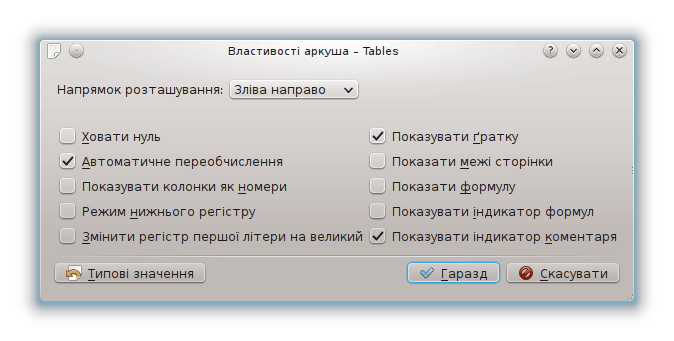 Властивості аркуша – Tables
Напрямок розташування: Зліва направо
Ховати нуль
Показувати ґратку
Автоматичне переобчислення
Показати межі сторінки
Показувати колонки як номери
Показати формулу
Режим нижнього регістру
Показувати індикатор формул
Змінити регістр першої літери на великий
Показувати індикатор коментаря
Типові значення
Гаразд
Скасувати